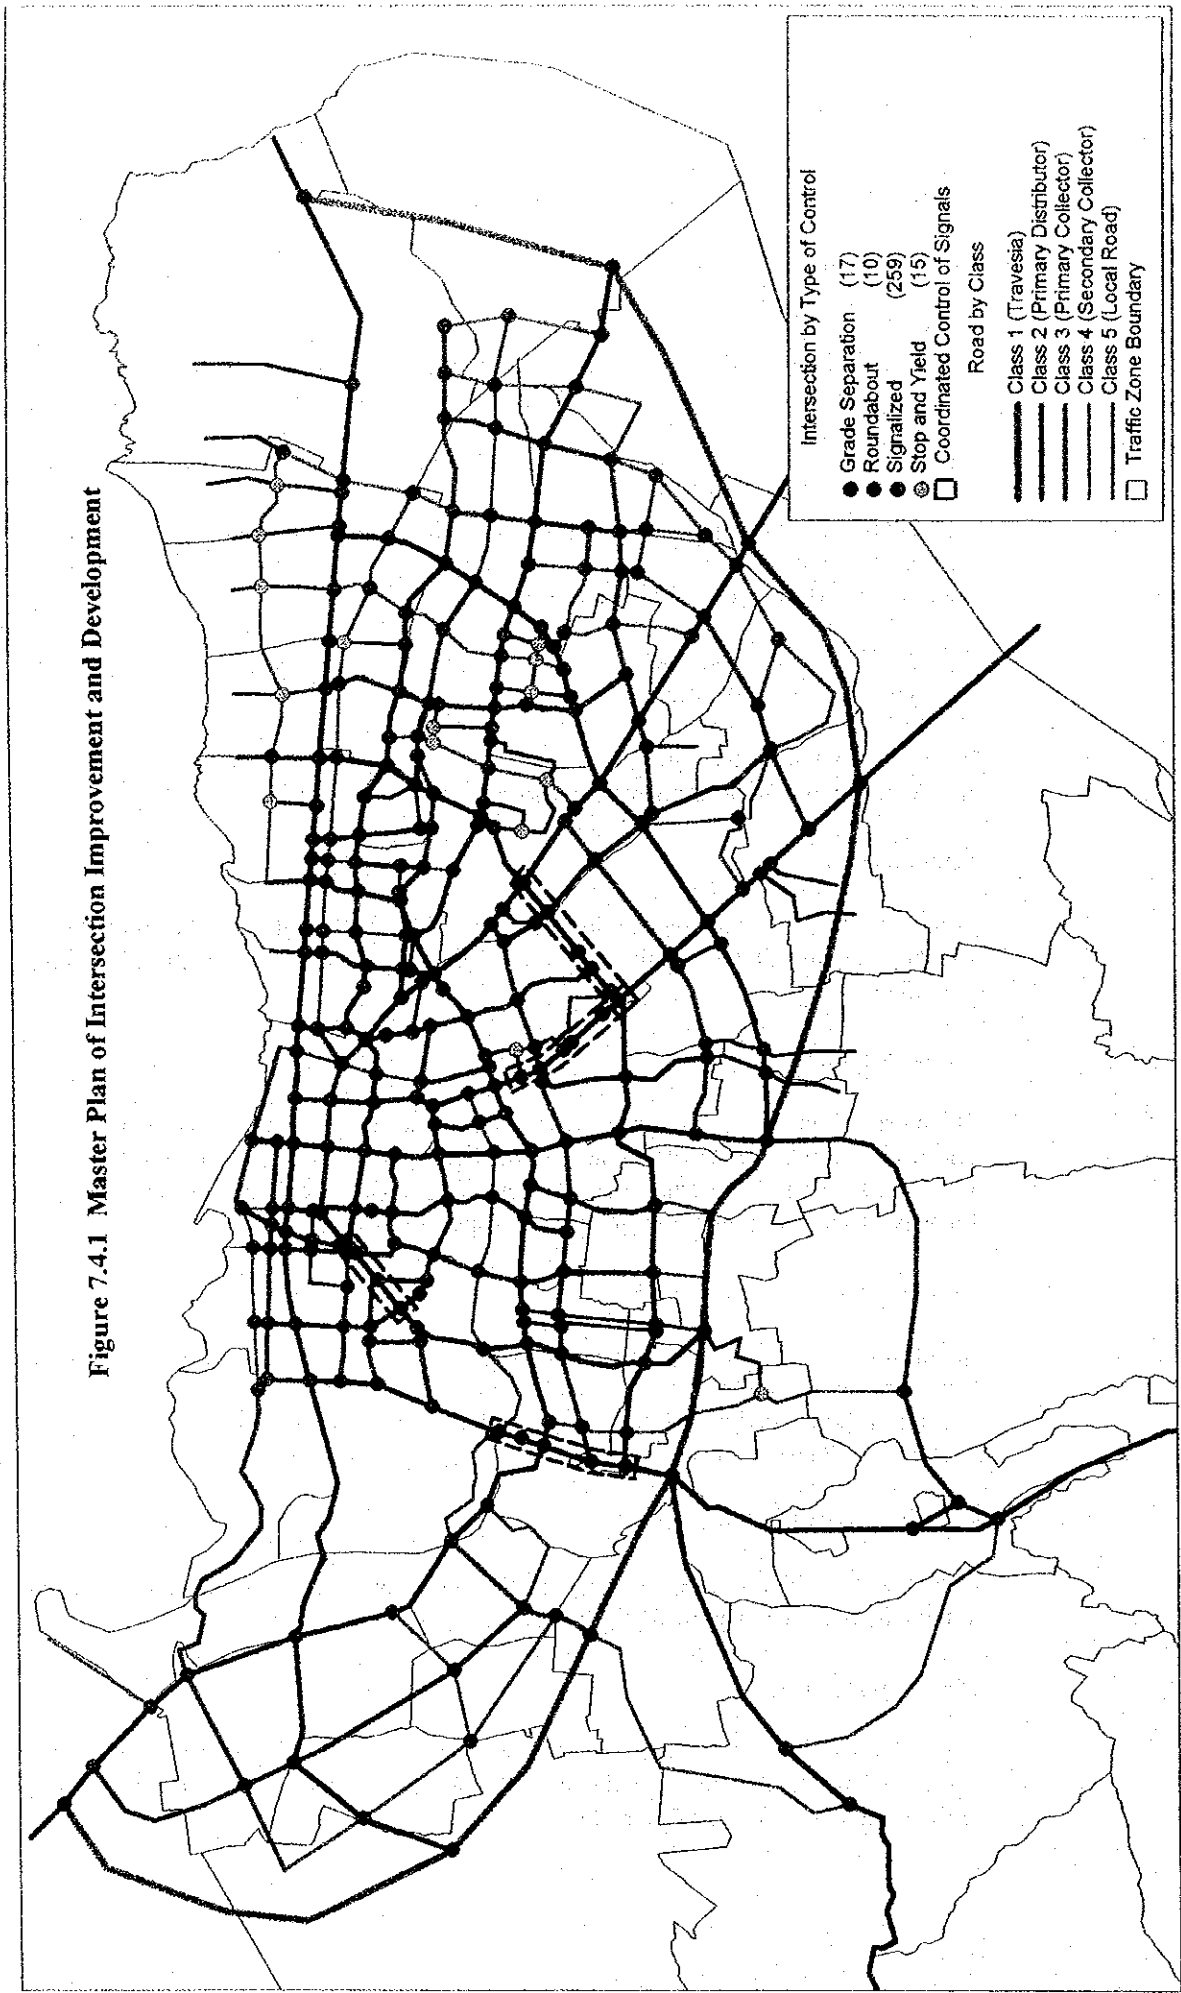 Figure 7.4.1 Master Plan of Intersection Improvement and Development
Intersection by Type of Control
Grade Separation (17)
Roundabout (10)
Signalized (259)
Stop and Yield (15)
Coordinated Control of Signals
Road by Class
Class 1 (Travesia)
Class 2 (Primary Distributor)
Class 3 (Primary Collector)
Class 4 (Secondary Collector)
Class 5 (Local Road)
Traffic Zone Boundary